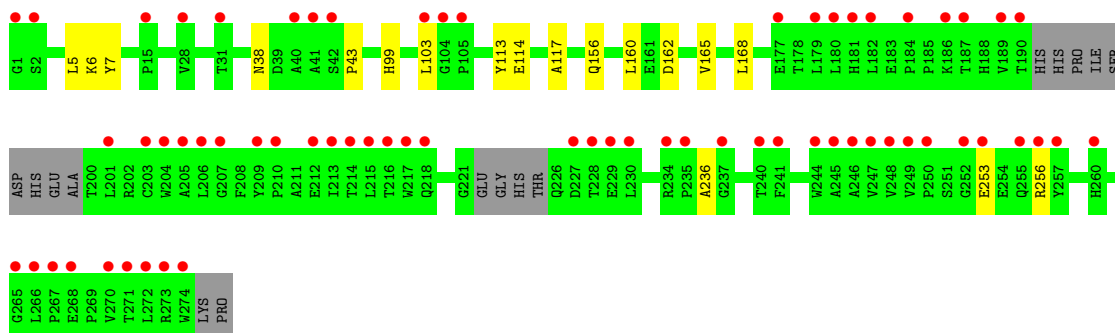 G1 S2 L5 K6 Y7 P15 V28 T31 N38 D39 A40 A41 S42 P43 H99 L103 G104 P105 Y113 E114 A117 Q156 L160 E161 D162 V165 L168 E177 T178 L179 L180 H181 L182 E183 P184 P185 K186 T187 H188 V189 T190 HIS HIS PRO ILE SER
ASP HIS GLU ALA T200 L201 R202 C203 W204 A205 L206 G207 F208 Y209 P210 A211 E212 I213 T214 L215 T216 W217 Q218 G221 GLU GLY HIS THR Q226 D227 T228 E229 L230 R234 P235 A236 G237 T240 F241 W244 A245 A246 V247 V248 V249 P250 S251 G252 E253 E254 Q255 R256 Y257 H260
G265 L266 P267 E268 P269 V270 T271 L272 R273 W274 LYS PRO